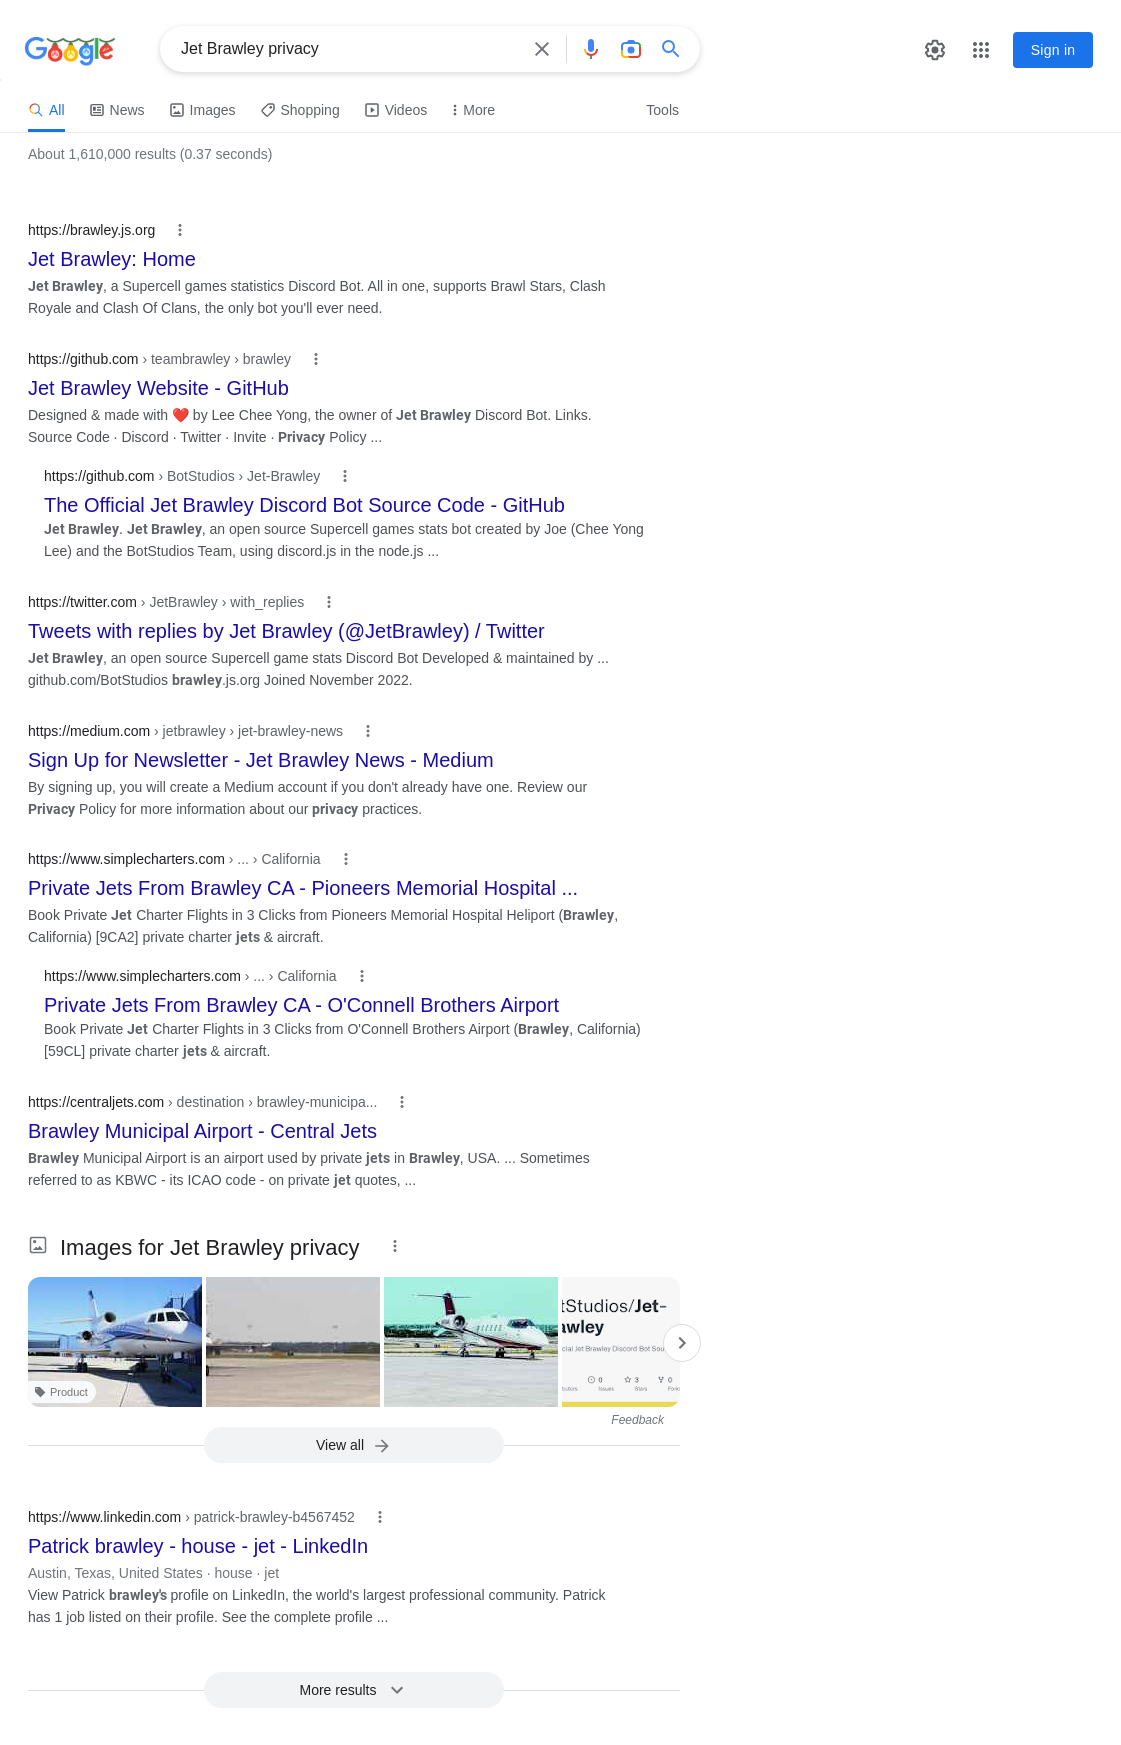 Google
Jet Brawley privacy
Sign in
All
News
Images
Shopping
Videos
More
Tools
About 1,610,000 results (0.37 seconds)
https://brawley.js.org
Jet Brawley: Home
Jet Brawley, a Supercell games statistics Discord Bot. All in one, supports Brawl Stars, Clash
Royale and Clash Of Clans, the only bot you'll ever need.
https://github.com › teambrawley › brawley
Jet Brawley Website - GitHub
Designed & made with ❤️ by Lee Chee Yong, the owner of Jet Brawley Discord Bot. Links.
Source Code · Discord · Twitter · Invite · Privacy Policy ...
https://github.com › BotStudios › Jet-Brawley
The Official Jet Brawley Discord Bot Source Code - GitHub
Jet Brawley. Jet Brawley, an open source Supercell games stats bot created by Joe (Chee Yong
Lee) and the BotStudios Team, using discord.js in the node.js ...
https://twitter.com › JetBrawley › with_replies
Tweets with replies by Jet Brawley (@JetBrawley) / Twitter
Jet Brawley, an open source Supercell game stats Discord Bot Developed & maintained by ...
github.com/BotStudios brawley.js.org Joined November 2022.
https://medium.com › jetbrawley › jet-brawley-news
Sign Up for Newsletter - Jet Brawley News - Medium
By signing up, you will create a Medium account if you don't already have one. Review our
Privacy Policy for more information about our privacy practices.
https://www.simplecharters.com › ... › California
Private Jets From Brawley CA - Pioneers Memorial Hospital ...
Book Private Jet Charter Flights in 3 Clicks from Pioneers Memorial Hospital Heliport (Brawley,
California) [9CA2] private charter jets & aircraft.
https://www.simplecharters.com › ... › California
Private Jets From Brawley CA - O'Connell Brothers Airport
Book Private Jet Charter Flights in 3 Clicks from O'Connell Brothers Airport (Brawley, California)
[59CL] private charter jets & aircraft.
https://centraljets.com › destination › brawley-municipa...
Brawley Municipal Airport - Central Jets
Brawley Municipal Airport is an airport used by private jets in Brawley, USA. ... Sometimes
referred to as KBWC - its ICAO code - on private jet quotes, ...
Images for Jet Brawley privacy
Product
tStudios/Jet-
awley
cial Jet Brawley Discord Bot Sou
0
3
0
Issues
Stars
Feedback
View all
https://www.linkedin.com › patrick-brawley-b4567452
Patrick brawley - house - jet - LinkedIn
Austin, Texas, United States · house · jet
View Patrick brawley's profile on LinkedIn, the world's largest professional community. Patrick
has 1 job listed on their profile. See the complete profile ...
More results